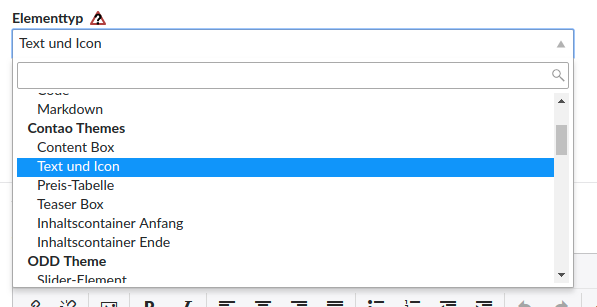 Elementtyp
Text und Icon
Code
Markdown
Contao Themes
Content Box
Text und Icon
Preis-Tabelle
Teaser Box
Inhaltscontainer Anfang
Inhaltscontainer Ende
ODD Theme
Slider-Element